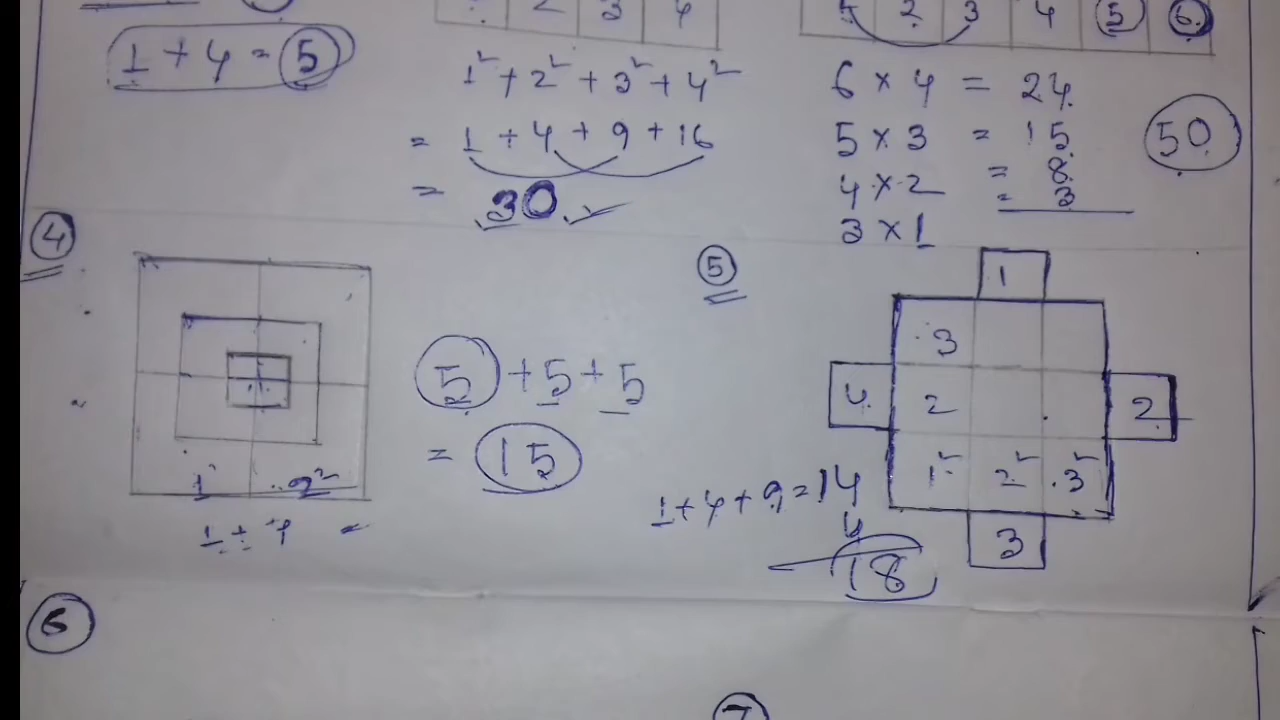 1 + 4 = 5
2 3 4
1 2 3 4 5 6
1² + 2² + 3² + 4²
= 1 + 4 + 9 + 16
= 30
6 × 4 = 24
5 × 3 = 15
4 × 2 = 8
3 × 1 = 3
50
4
1² 2²
1 + 4 =
5 + 5 + 5
= 15
5
1
3
4 2 2
1² 2² 3²
3
1 + 4 + 9 = 14
4
18
6
7